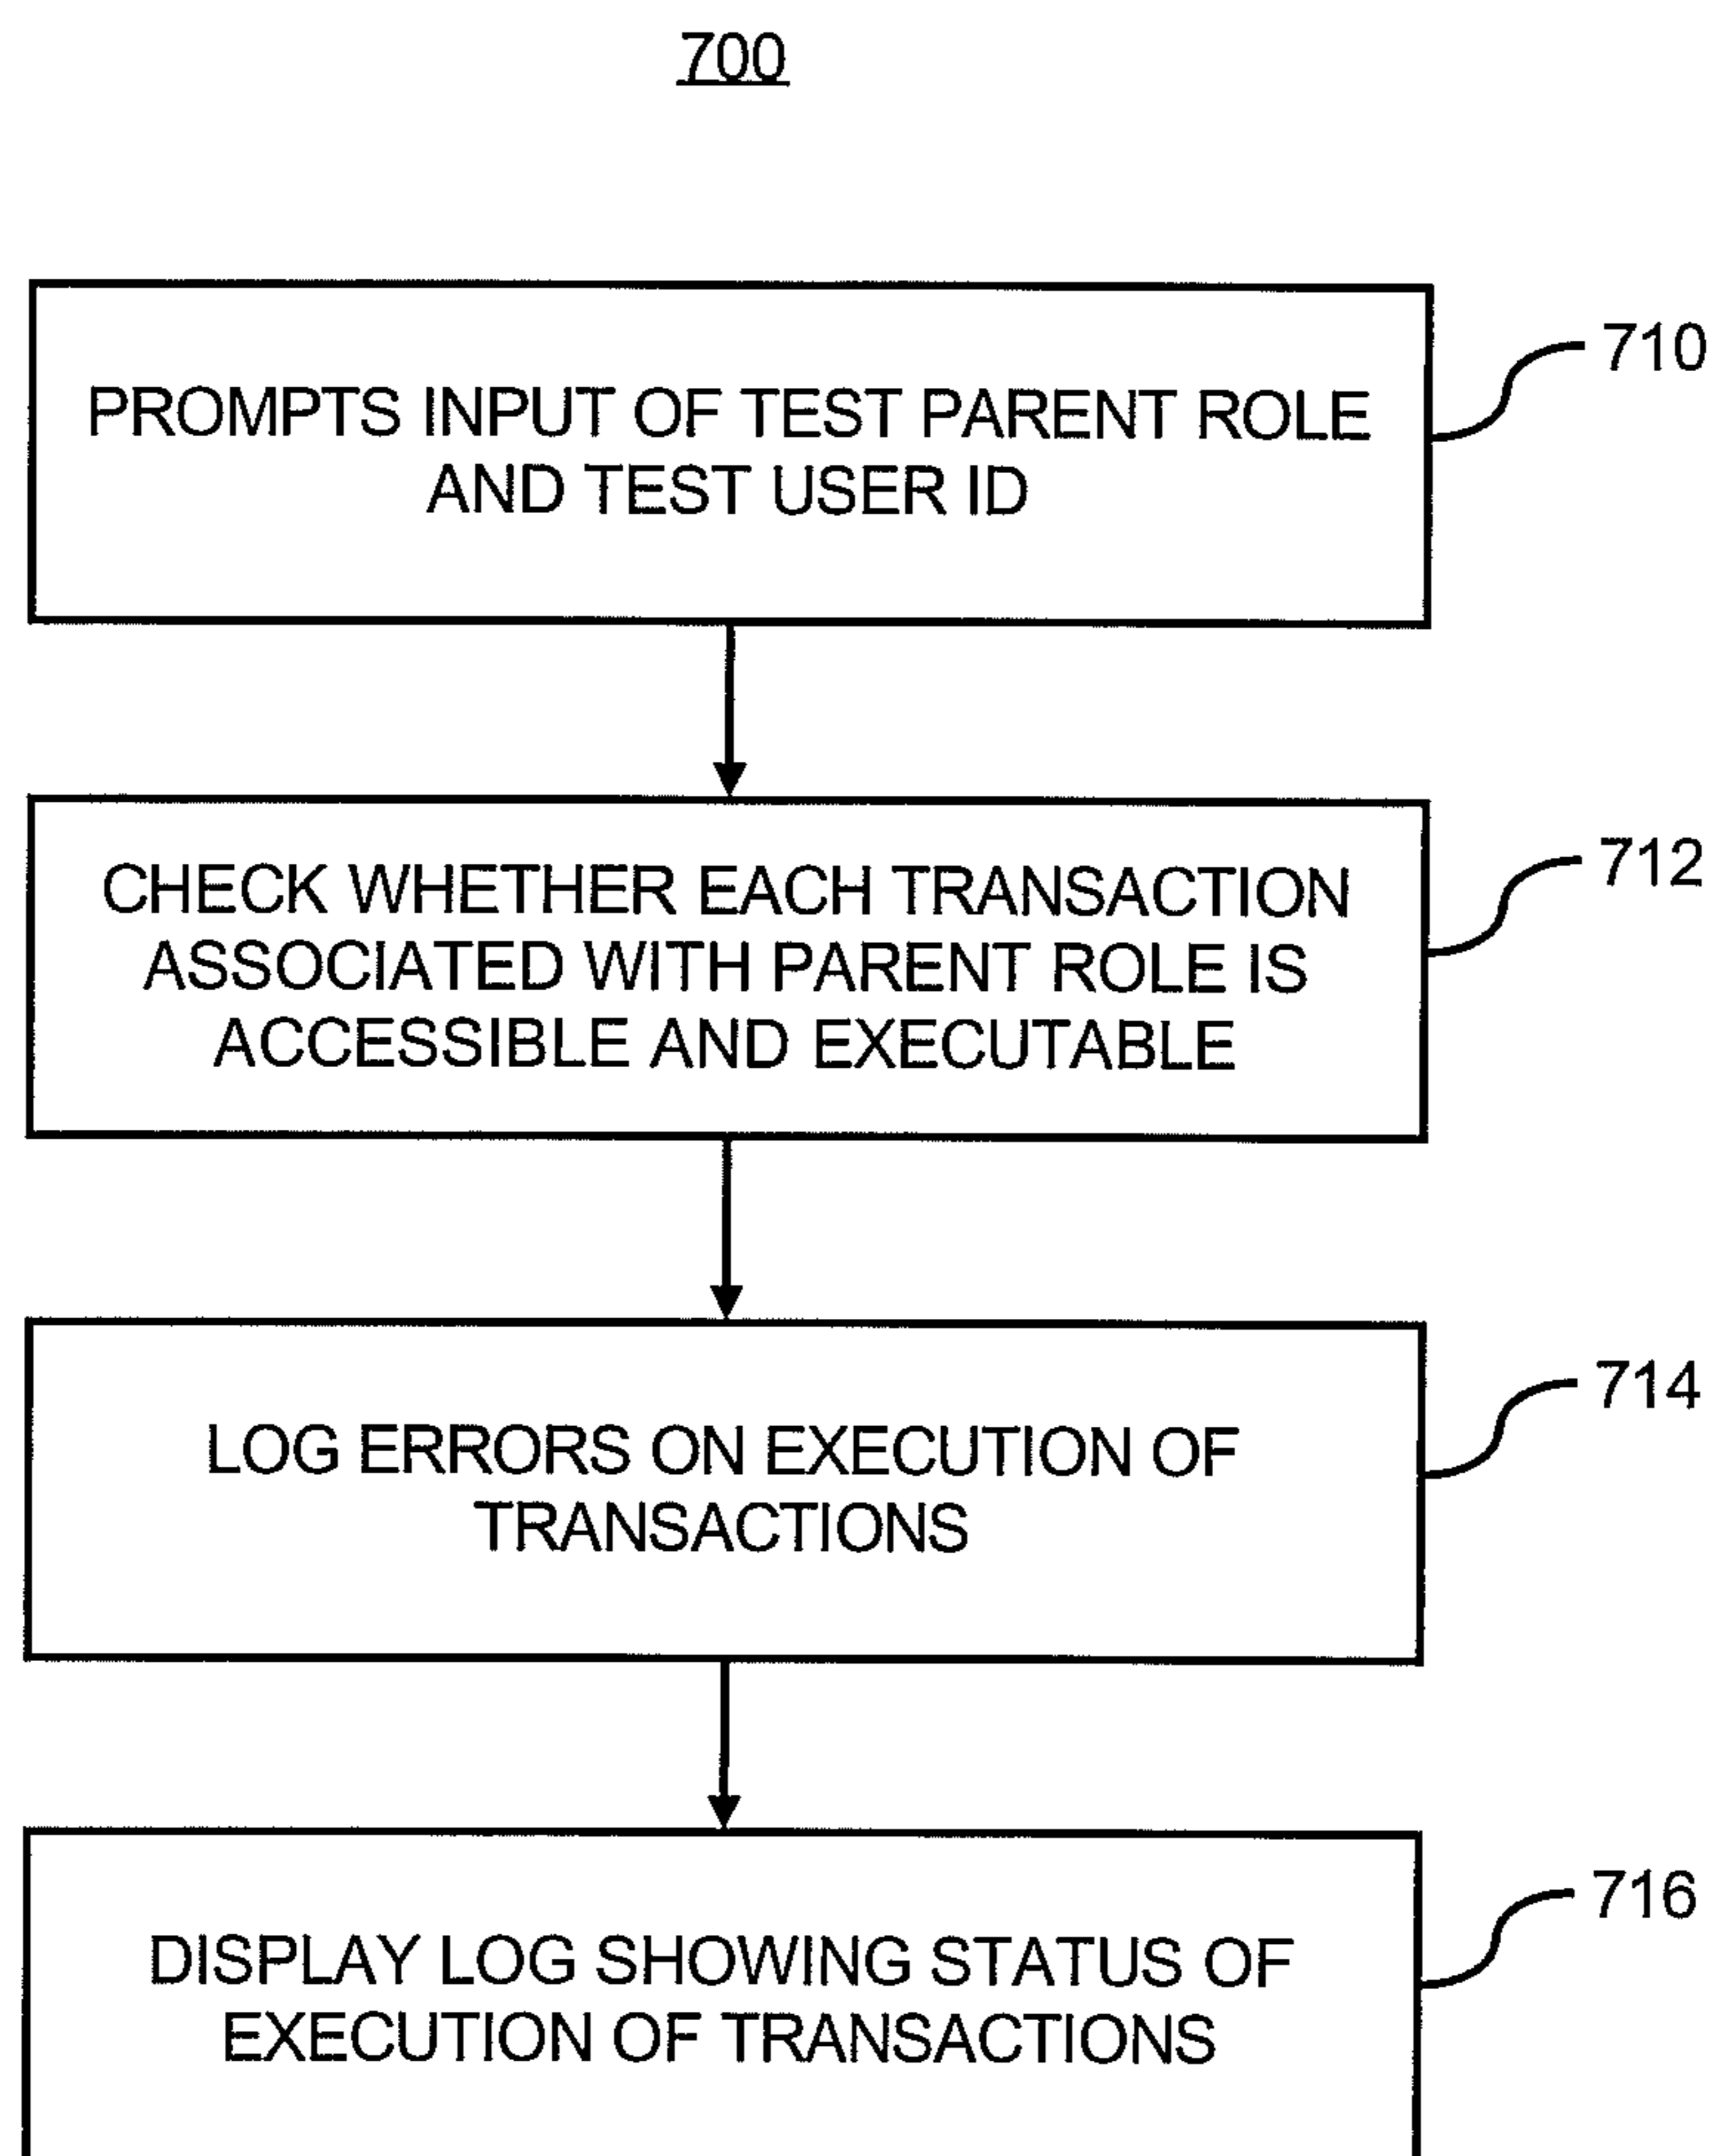 700
PROMPTS INPUT OF TEST PARENT ROLE
AND TEST USER ID
710
CHECK WHETHER EACH TRANSACTION
ASSOCIATED WITH PARENT ROLE IS
ACCESSIBLE AND EXECUTABLE
712
LOG ERRORS ON EXECUTION OF
TRANSACTIONS
714
DISPLAY LOG SHOWING STATUS OF
EXECUTION OF TRANSACTIONS
716